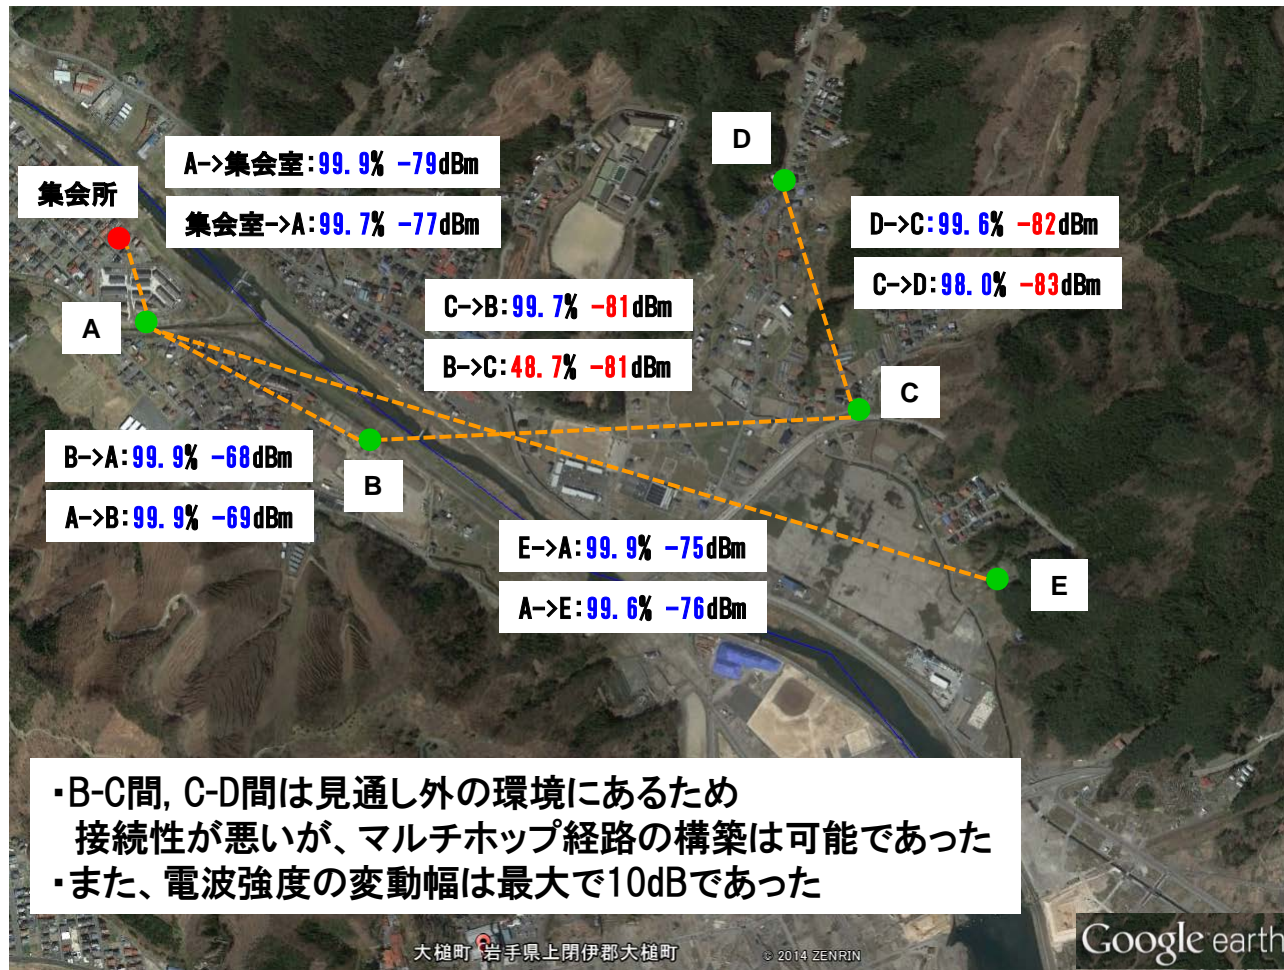 D
A->集会室:99.9% -79dBm
集会所
集会室->A:99.7% -77dBm
D->C:99.6% -82dBm
C->D:98.0% -83dBm
C->B:99.7% -81dBm
A
B->C:48.7% -81dBm
C
B->A:99.9% -68dBm
B
A->B:99.9% -69dBm
E->A:99.9% -75dBm
E
A->E:99.6% -76dBm
・B-C間, C-D間は見通し外の環境にあるため
接続性が悪いが、マルチホップ経路の構築は可能であった
・また、電波強度の変動幅は最大で10dBであった
大槌町 岩手県上閉伊郡大槌町
© 2014 ZENRIN
Google earth